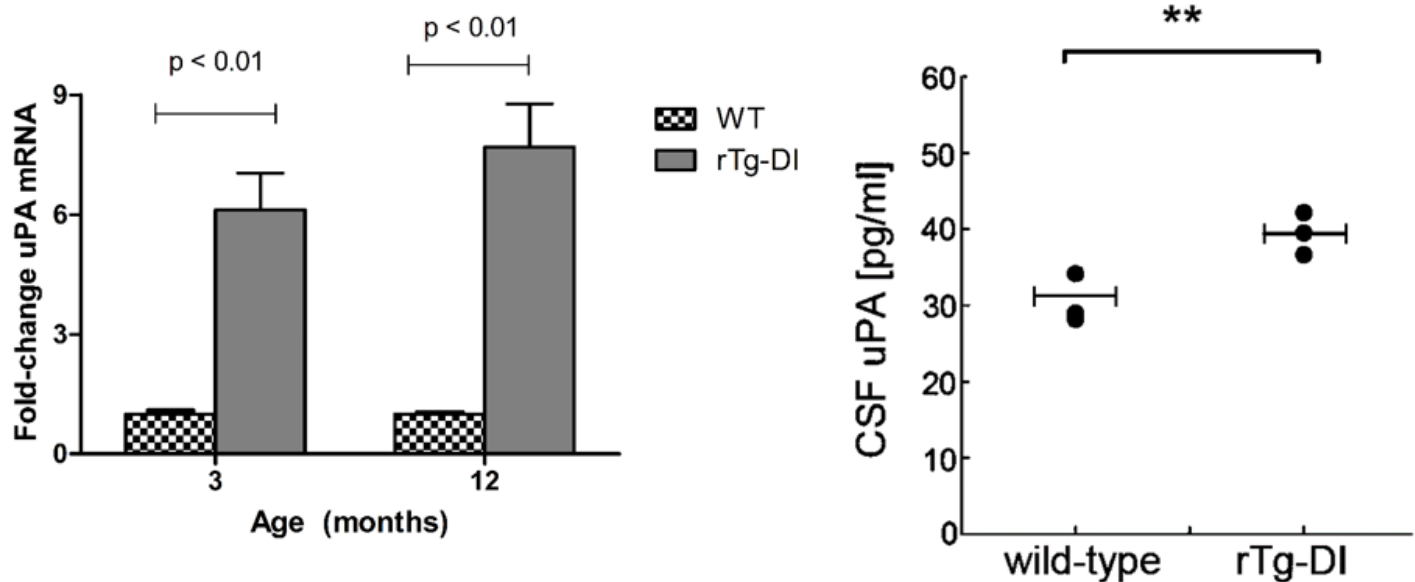 p < 0.01
p < 0.01
Fold-change uPA mRNA
9
6
3
0
3
12
Age (months)
WT
rTg-DI
**
CSF uPA [pg/ml]
60
50
40
30
20
10
0
wild-type
rTg-DI